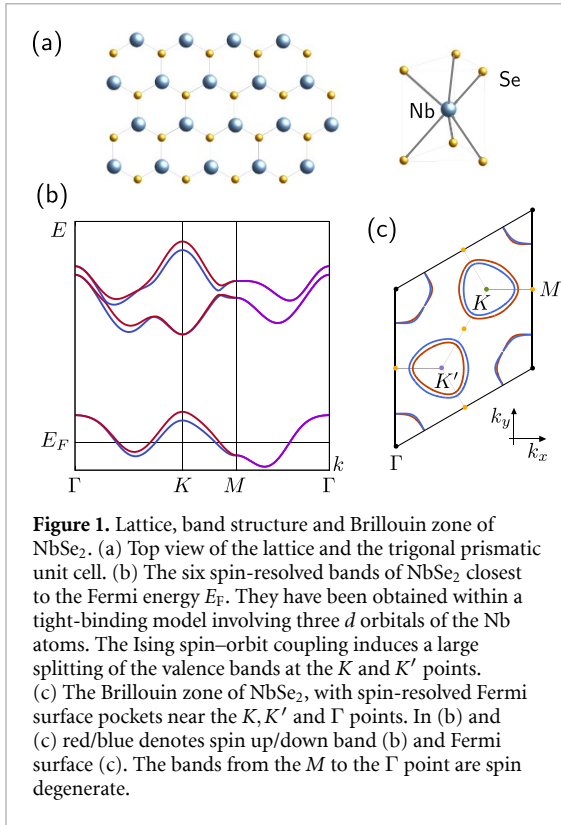 (a)
Nb
Se
(b)
E
E_F
Γ
K
M
Γ
k
(c)
K
M
K′
Γ
k_y
k_x
Figure 1. Lattice, band structure and Brillouin zone of
NbSe₂. (a) Top view of the lattice and the trigonal prismatic
unit cell. (b) The six spin-resolved bands of NbSe₂ closest
to the Fermi energy E_F. They have been obtained within a
tight-binding model involving three d orbitals of the Nb
atoms. The Ising spin–orbit coupling induces a large
splitting of the valence bands at the K and K′ points.
(c) The Brillouin zone of NbSe₂, with spin-resolved Fermi
surface pockets near the K, K′ and Γ points. In (b) and
(c) red/blue denotes spin up/down band (b) and Fermi
surface (c). The bands from the M to the Γ point are spin
degenerate.